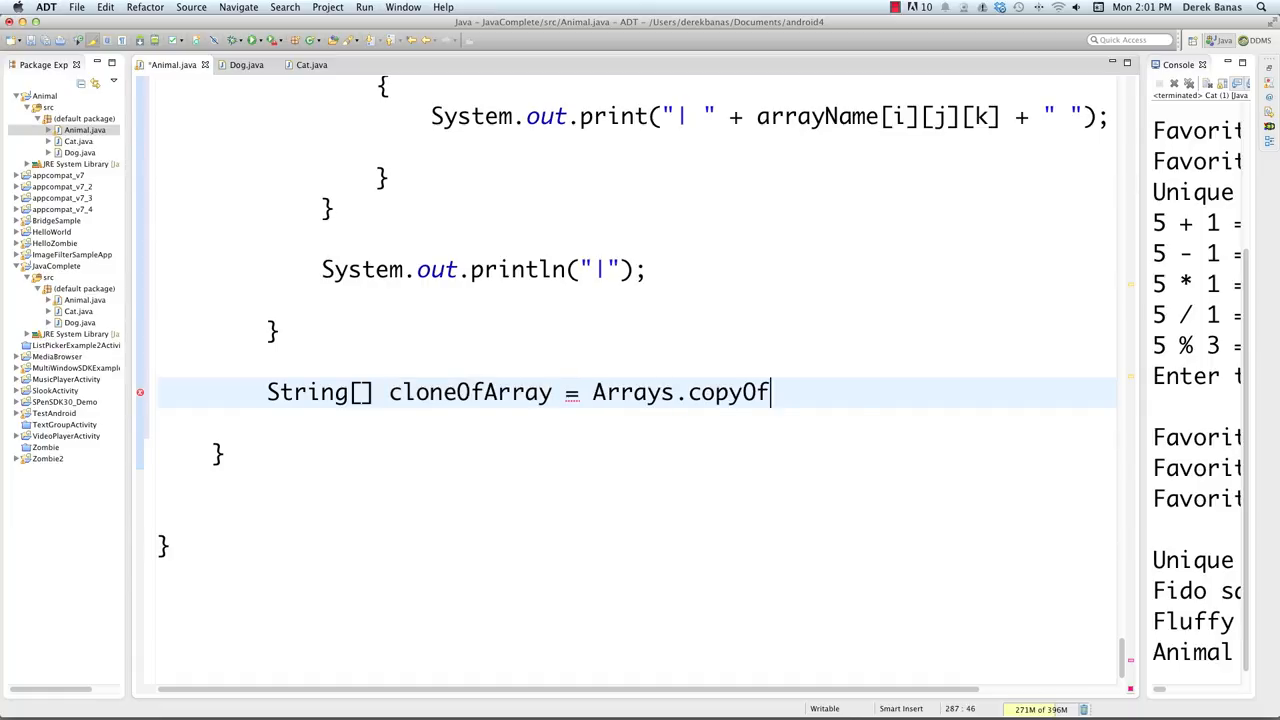 ADT File Edit Refactor Source Navigate Search Project Run Window Help 10 Mon 2:01 PM Derek Banas
Java - JavaComplete/src/Animal.java - ADT - /Users/derekbanas/Documents/android4
Quick Access Java DDMS
Package Exp
Animal
src
(default package)
Animal.java
Cat.java
Dog.java
JRE System Library [Ja
appcompat_v7
appcompat_v7_2
appcompat_v7_3
appcompat_v7_4
BridgeSample
HelloWorld
HelloZombie
ImageFilterSampleApp
JavaComplete
src
(default package)
Animal.java
Cat.java
Dog.java
JRE System Library [Ja
ListPickerExample2Activi
MediaBrowser
MultiWindowSDKExample
MusicPlayerActivity
SlookActivity
SPenSDK30_Demo
TestAndroid
TextGroupActivity
VideoPlayerActivity
Zombie
Zombie2
*Animal.java Dog.java Cat.java
{
System.out.print("| " + arrayName[i][j][k] + " ");
}
}
System.out.println("|");
}
String[] cloneOfArray = Arrays.copyOf
}
}
Console
<terminated> Cat (1) [Java
Favorit
Favorit
Unique
5 + 1 =
5 - 1 =
5 * 1 =
5 / 1 =
5 % 3 =
Enter t
Favorit
Favorit
Favorit
Unique
Fido sa
Fluffy
Animal
Writable Smart Insert 287 : 46 271M of 396M